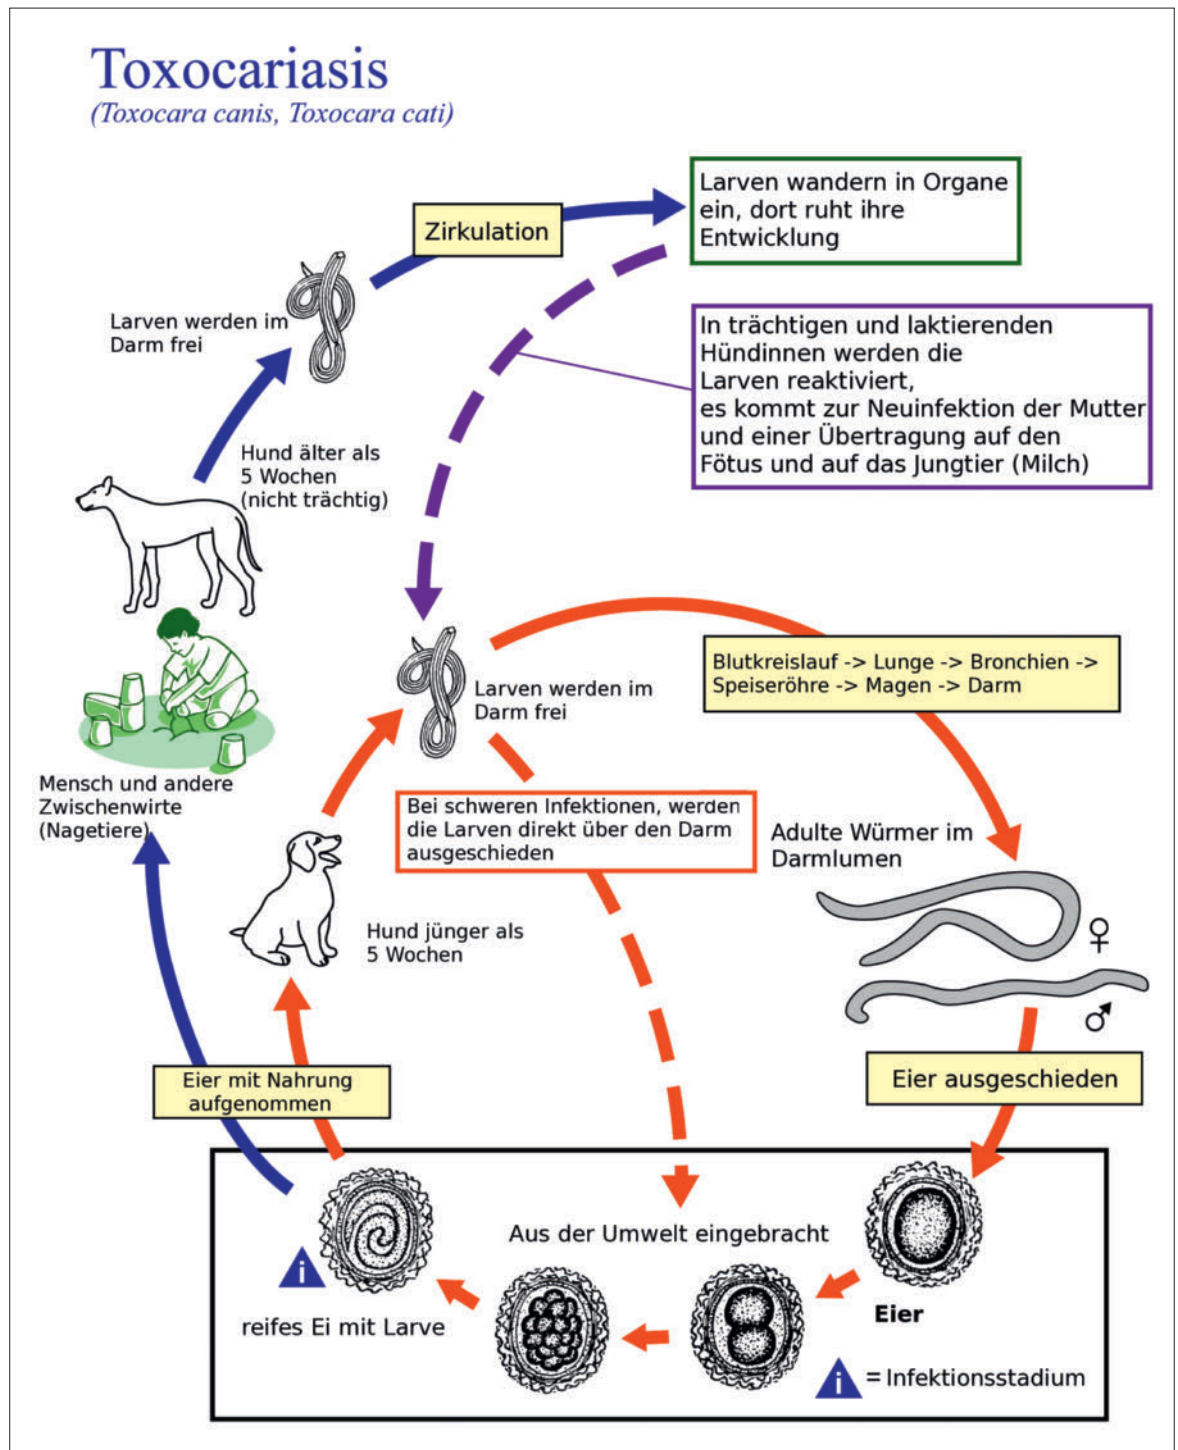 Toxocariasis
(Toxocara canis, Toxocara cati)
Larven wandern in Organe
ein, dort ruht ihre
Entwicklung
Zirkulation
Larven werden im
Darm frei
In trächtigen und laktierenden
Hündinnen werden die
Larven reaktiviert,
es kommt zur Neuinfektion der Mutter
und einer Übertragung auf den
Fötus und auf das Jungtier (Milch)
Hund älter als
5 Wochen
(nicht trächtig)
Blutkreislauf -> Lunge -> Bronchien ->
Speiseröhre -> Magen -> Darm
Larven werden im
Darm frei
Mensch und andere
Zwischenwirte
(Nagetiere)
Bei schweren Infektionen, werden
die Larven direkt über den Darm
ausgeschieden
Adulte Würmer im
Darmlumen
♀
♂
Hund jünger als
5 Wochen
Eier mit Nahrung
aufgenommen
Eier ausgeschieden
Aus der Umwelt eingebracht
i
reifes Ei mit Larve
Eier
i = Infektionsstadium